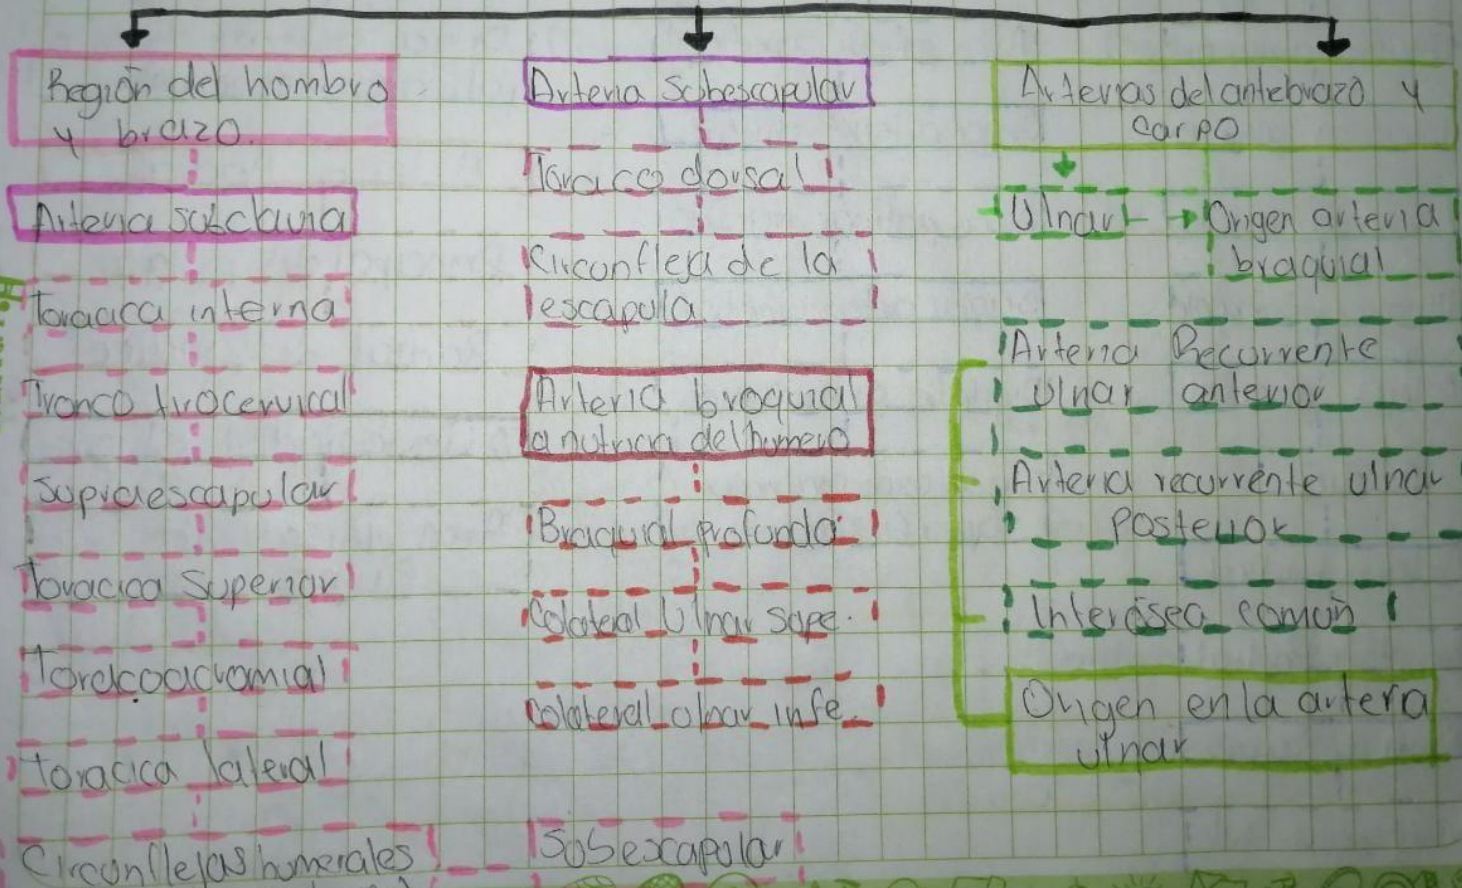 Región del hombro
y brazo.
Arteria subclavia
Toracica interna
Tronco tirocervical
Supraescapular
Toracica Superior
Toracoacromial
Toracica lateral
Circunflejas humerales
Arteria Subescapular
Toraco dorsal
Circunfleja de la
escapula
Arteria braquial
a nutricia del humero
Braquial profunda
Colateral Ulnar supe.
Colateral ulnar infe.
Subescapular
Arterias del antebrazo y
Carpo
Ulnar
Origen arteria
braquial
Arteria Recurrente
Ulnar anterior
Arteria recurrente ulnar
Posterior
Interósea común
Origen en la artera
ulnar